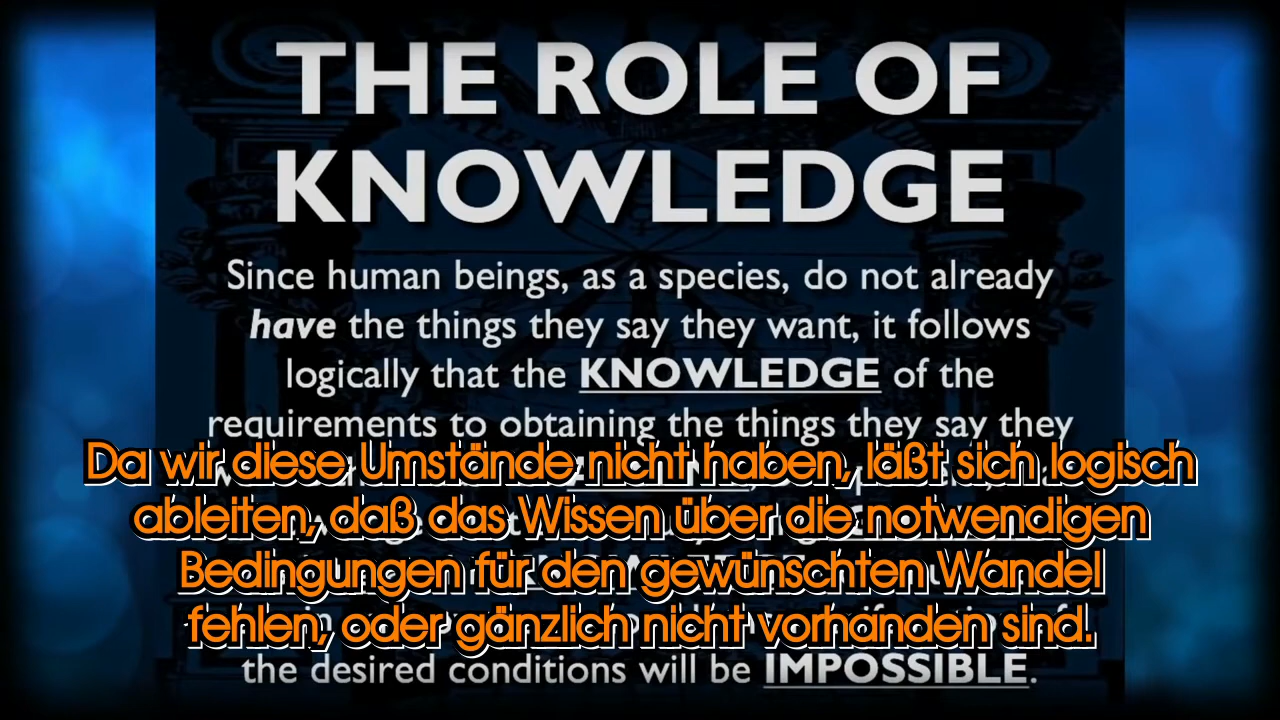 THE ROLE OF
KNOWLEDGE
Since human beings, as a species, do not already
have the things they say they want, it follows
logically that the KNOWLEDGE of the
requirements to obtaining the things they say they
Da wir diese Umstände nicht haben, läßt sich logisch
ableiten, daß das Wissen über die notwendigen
Bedingungen für den gewünschten Wandel
fehlen, oder gänzlich nicht vorhanden sind.
the desired conditions will be IMPOSSIBLE.